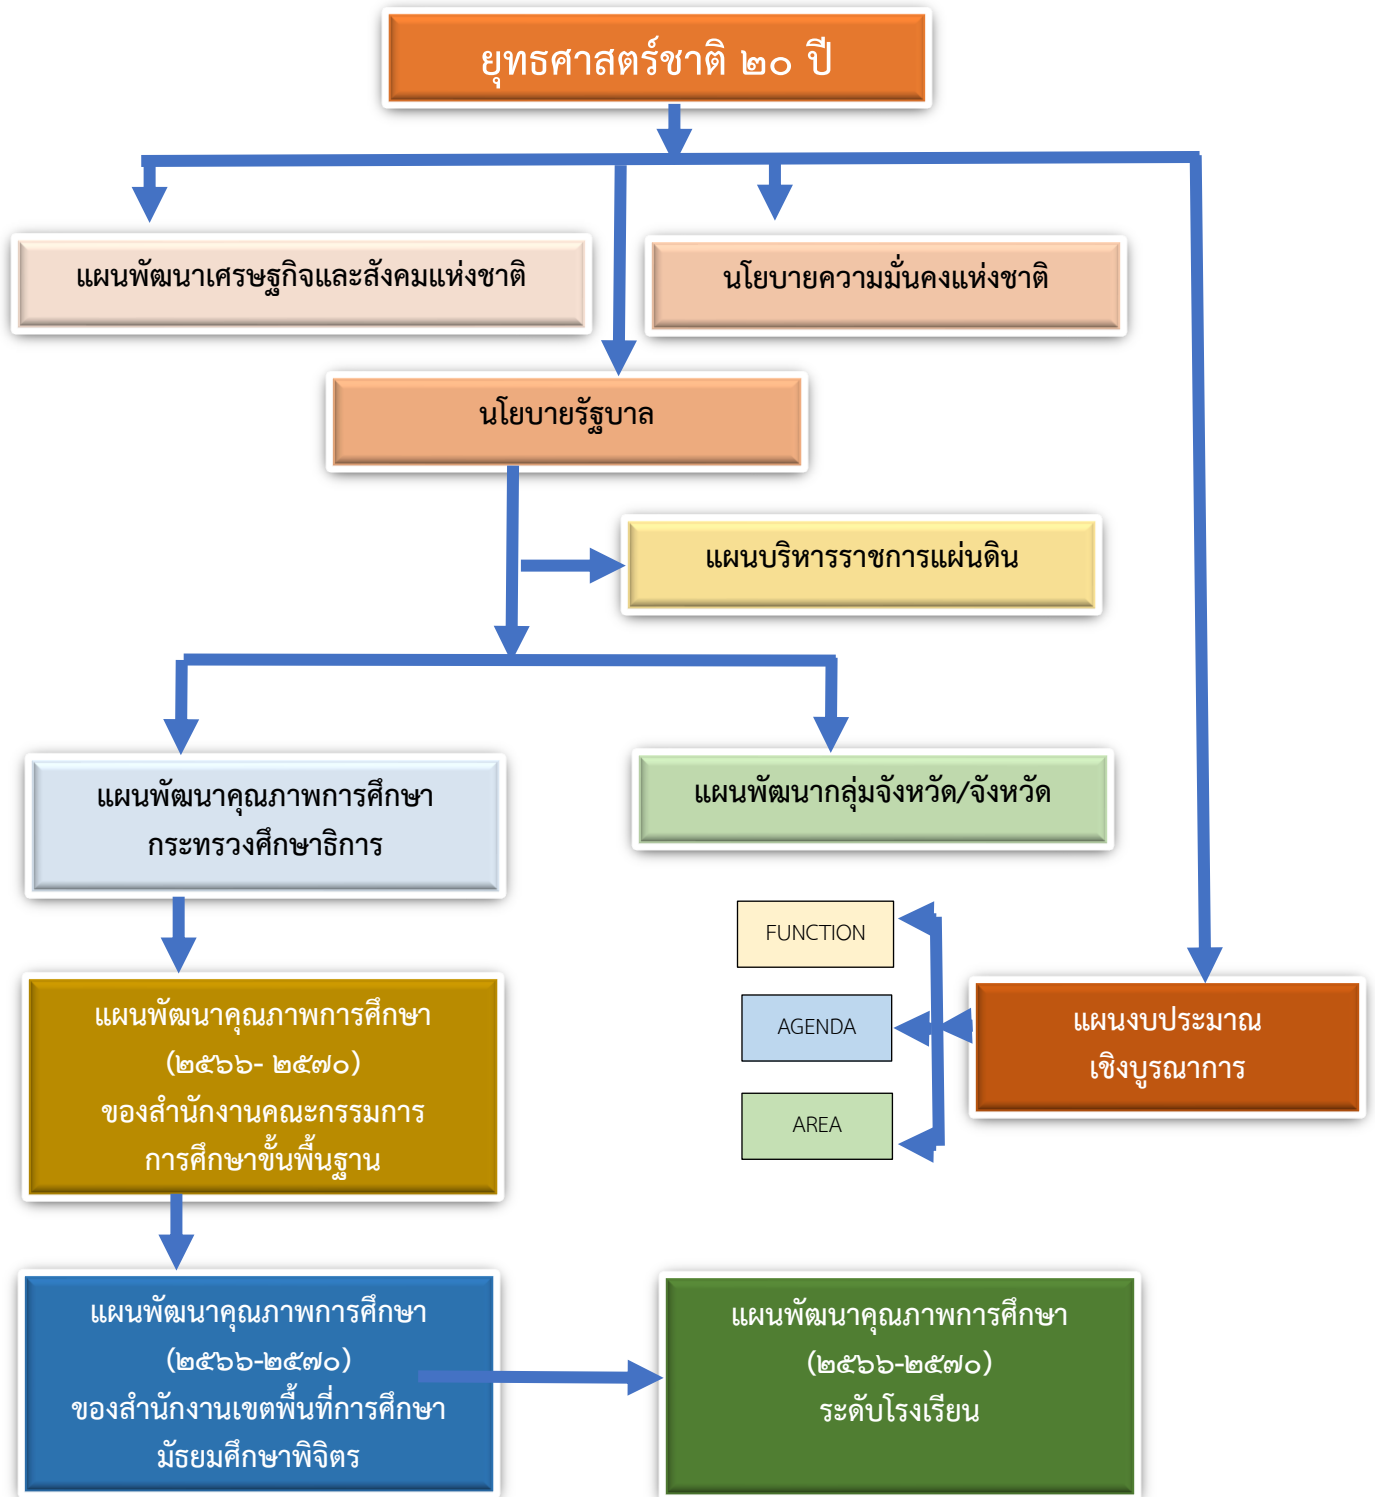 ยุทธศาสตร์ชาติ ๒๐ ปี
แผนพัฒนาเศรษฐกิจและสังคมแห่งชาติ
นโยบายความมั่นคงแห่งชาติ
นโยบายรัฐบาล
แผนบริหารราชการแผ่นดิน
แผนพัฒนาคุณภาพการศึกษา
กระทรวงศึกษาธิการ
แผนพัฒนากลุ่มจังหวัด/จังหวัด
FUNCTION
AGENDA
AREA
แผนงบประมาณ
เชิงบูรณาการ
แผนพัฒนาคุณภาพการศึกษา
(๒๕๖๖- ๒๕๗๐)
ของสำนักงานคณะกรรมการ
การศึกษาขั้นพื้นฐาน
แผนพัฒนาคุณภาพการศึกษา
(๒๕๖๖-๒๕๗๐)
ของสำนักงานเขตพื้นที่การศึกษา
มัธยมศึกษาพิจิตร
แผนพัฒนาคุณภาพการศึกษา
(๒๕๖๖-๒๕๗๐)
ระดับโรงเรียน